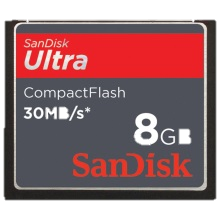 SanDisk
Ultra
CompactFlash
30MB/s*
8GB
SanDisk